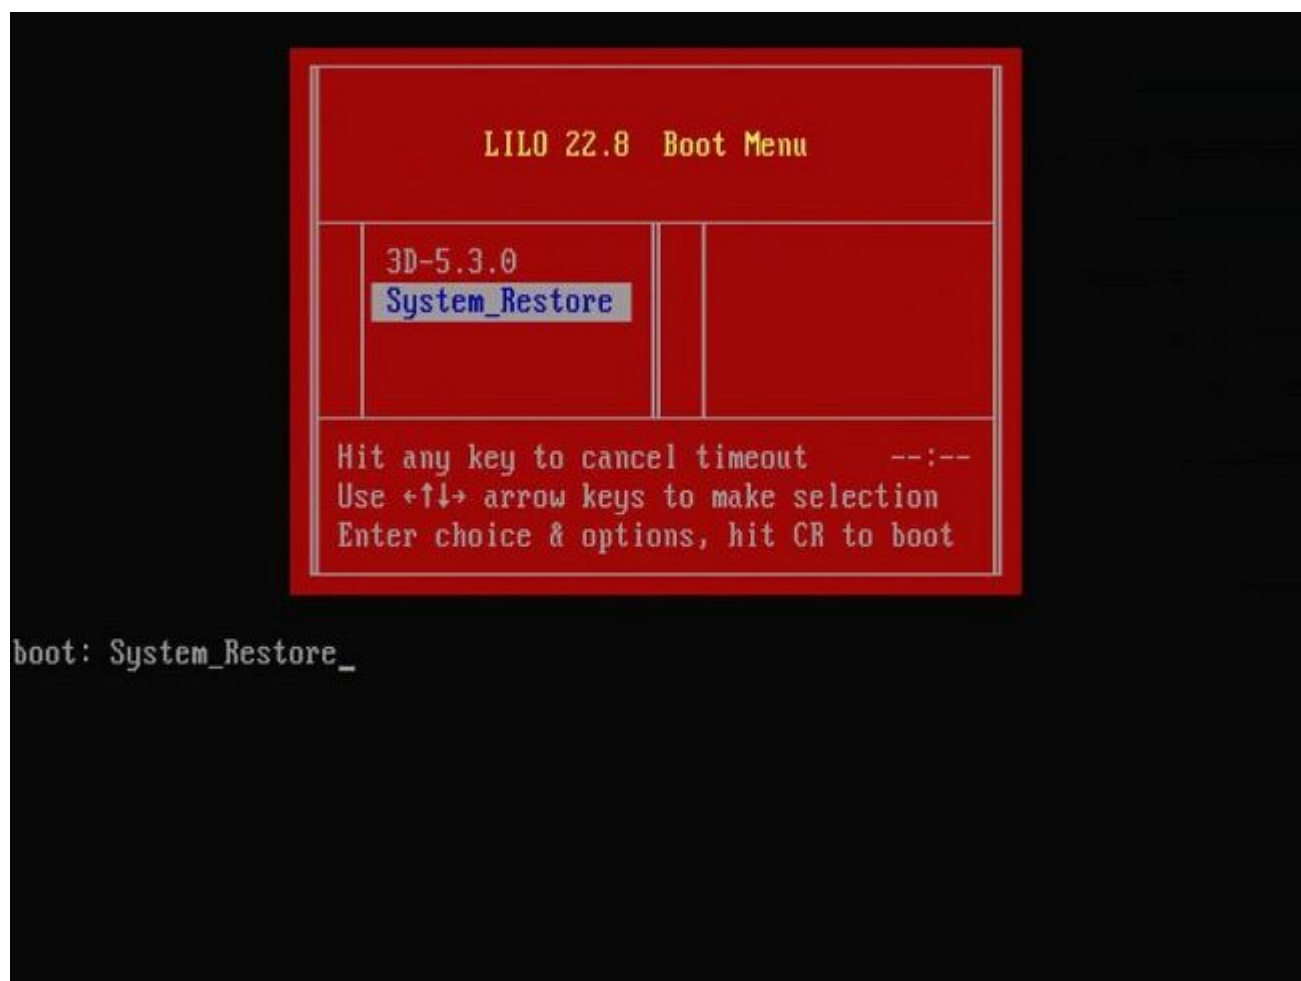 LILO 22.8 Boot Menu
3D-5.3.0
System_Restore
Hit any key to cancel timeout --:--
Use ←↑↓→ arrow keys to make selection
Enter choice & options, hit CR to boot
boot: System_Restore_